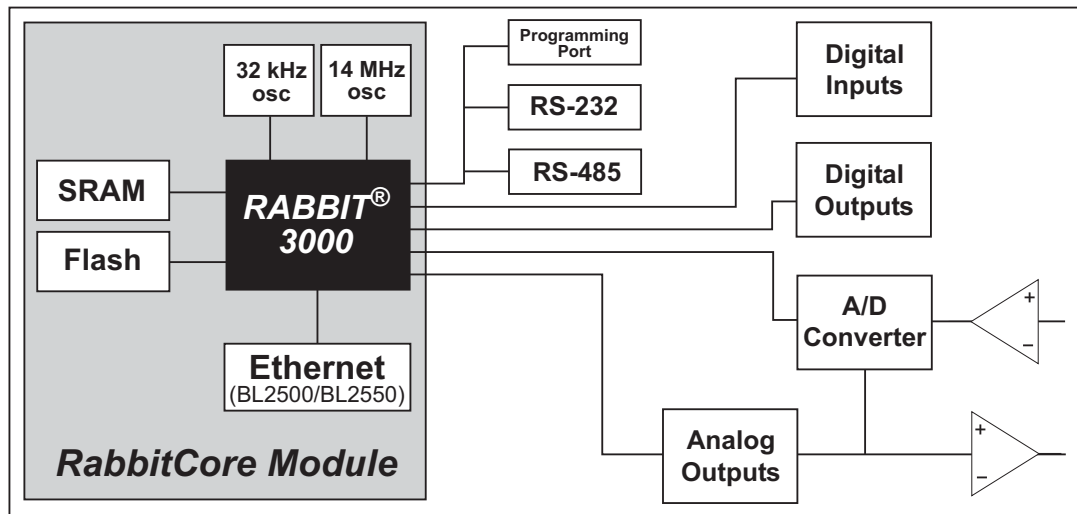 32 kHz
osc
14 MHz
osc
Programming
Port
RS-232
RS-485
Digital
Inputs
Digital
Outputs
SRAM
Flash
RABBIT®
3000
A/D
Converter
+
–
Ethernet
(BL2500/BL2550)
Analog
Outputs
+
–
RabbitCore Module